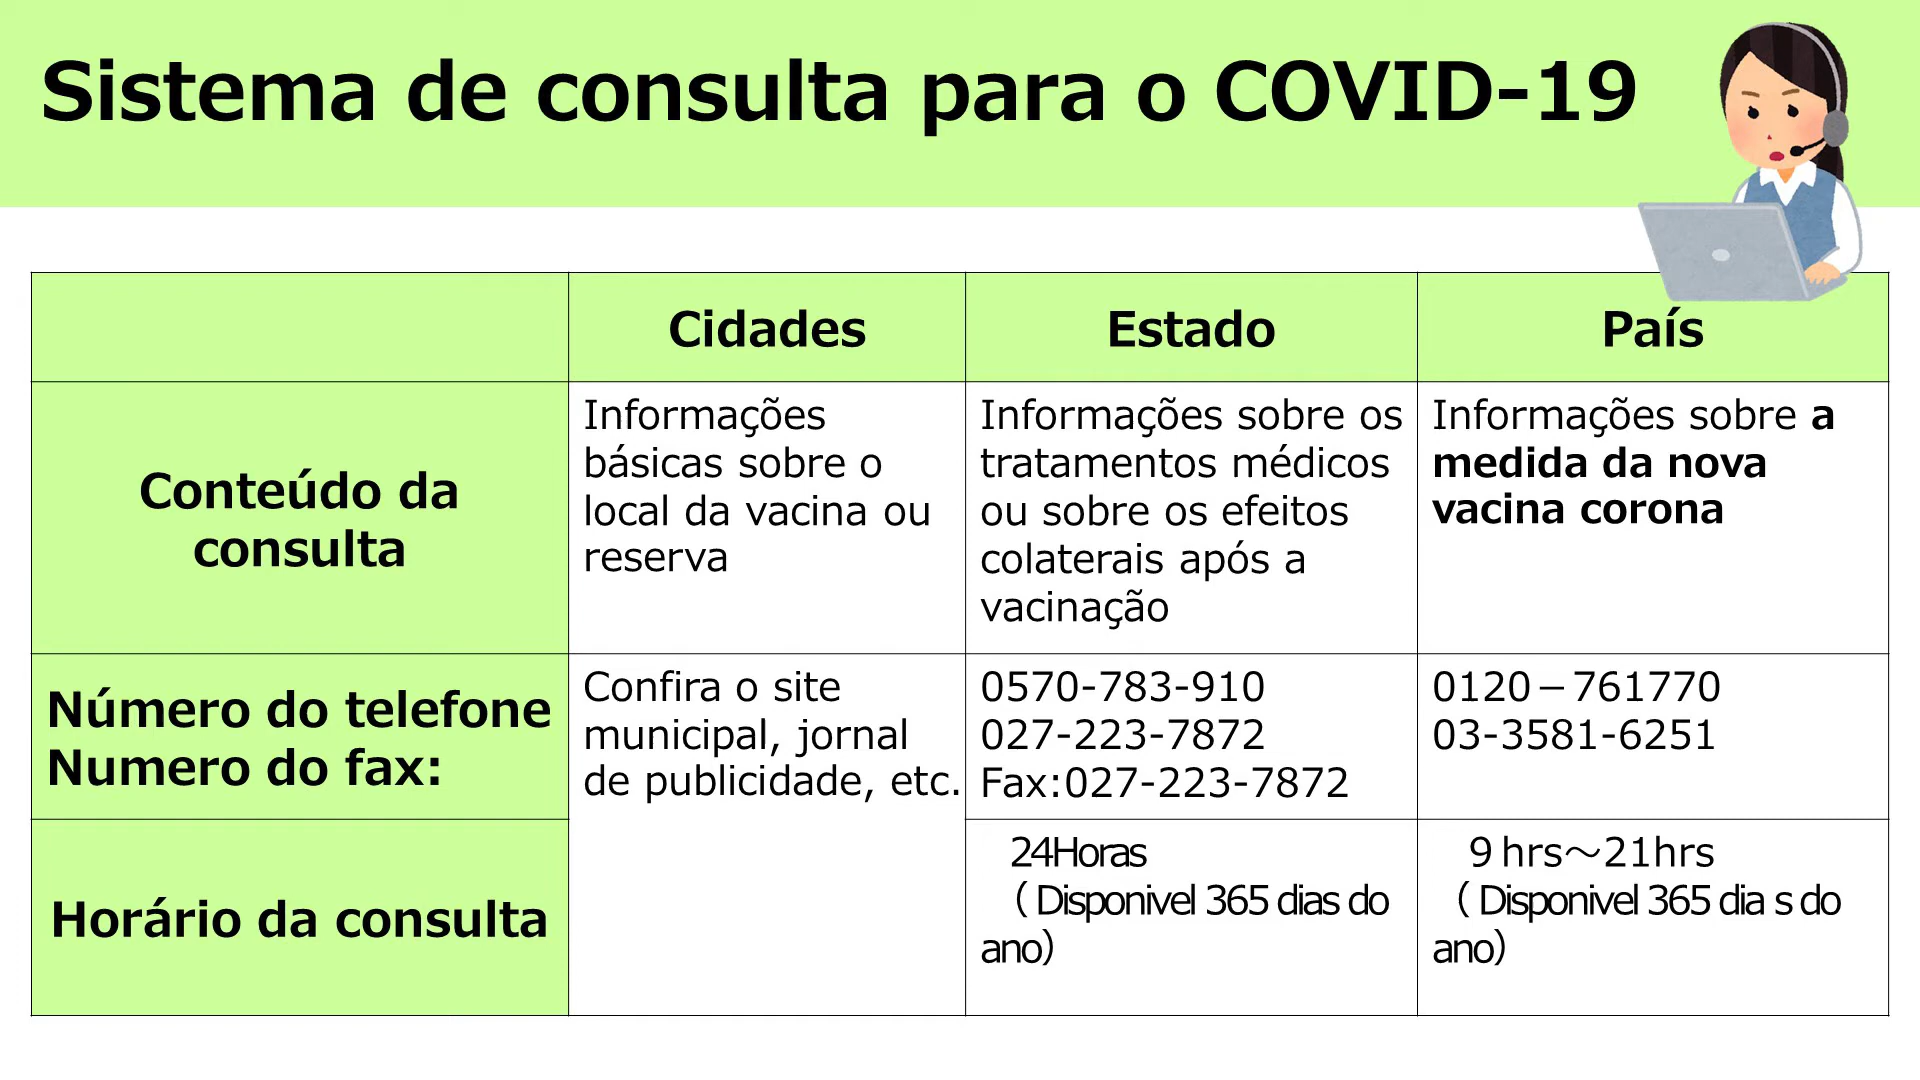 Sistema de consulta para o COVID-19
Cidades
Estado
País
Conteúdo da
consulta
Informações
básicas sobre o
local da vacina ou
reserva
Informações sobre os
tratamentos médicos
ou sobre os efeitos
colaterais após a
vacinação
Informações sobre a
medida da nova
vacina corona
Número do telefone
Numero do fax:
Confira o site
municipal, jornal
de publicidade, etc.
0570-783-910
027-223-7872
Fax:027-223-7872
0120－761770
03-3581-6251
Horário da consulta
24Horas
（Disponivel 365 dias do
ano）
９hrs～21hrs
（Disponivel 365 dia s do
ano）